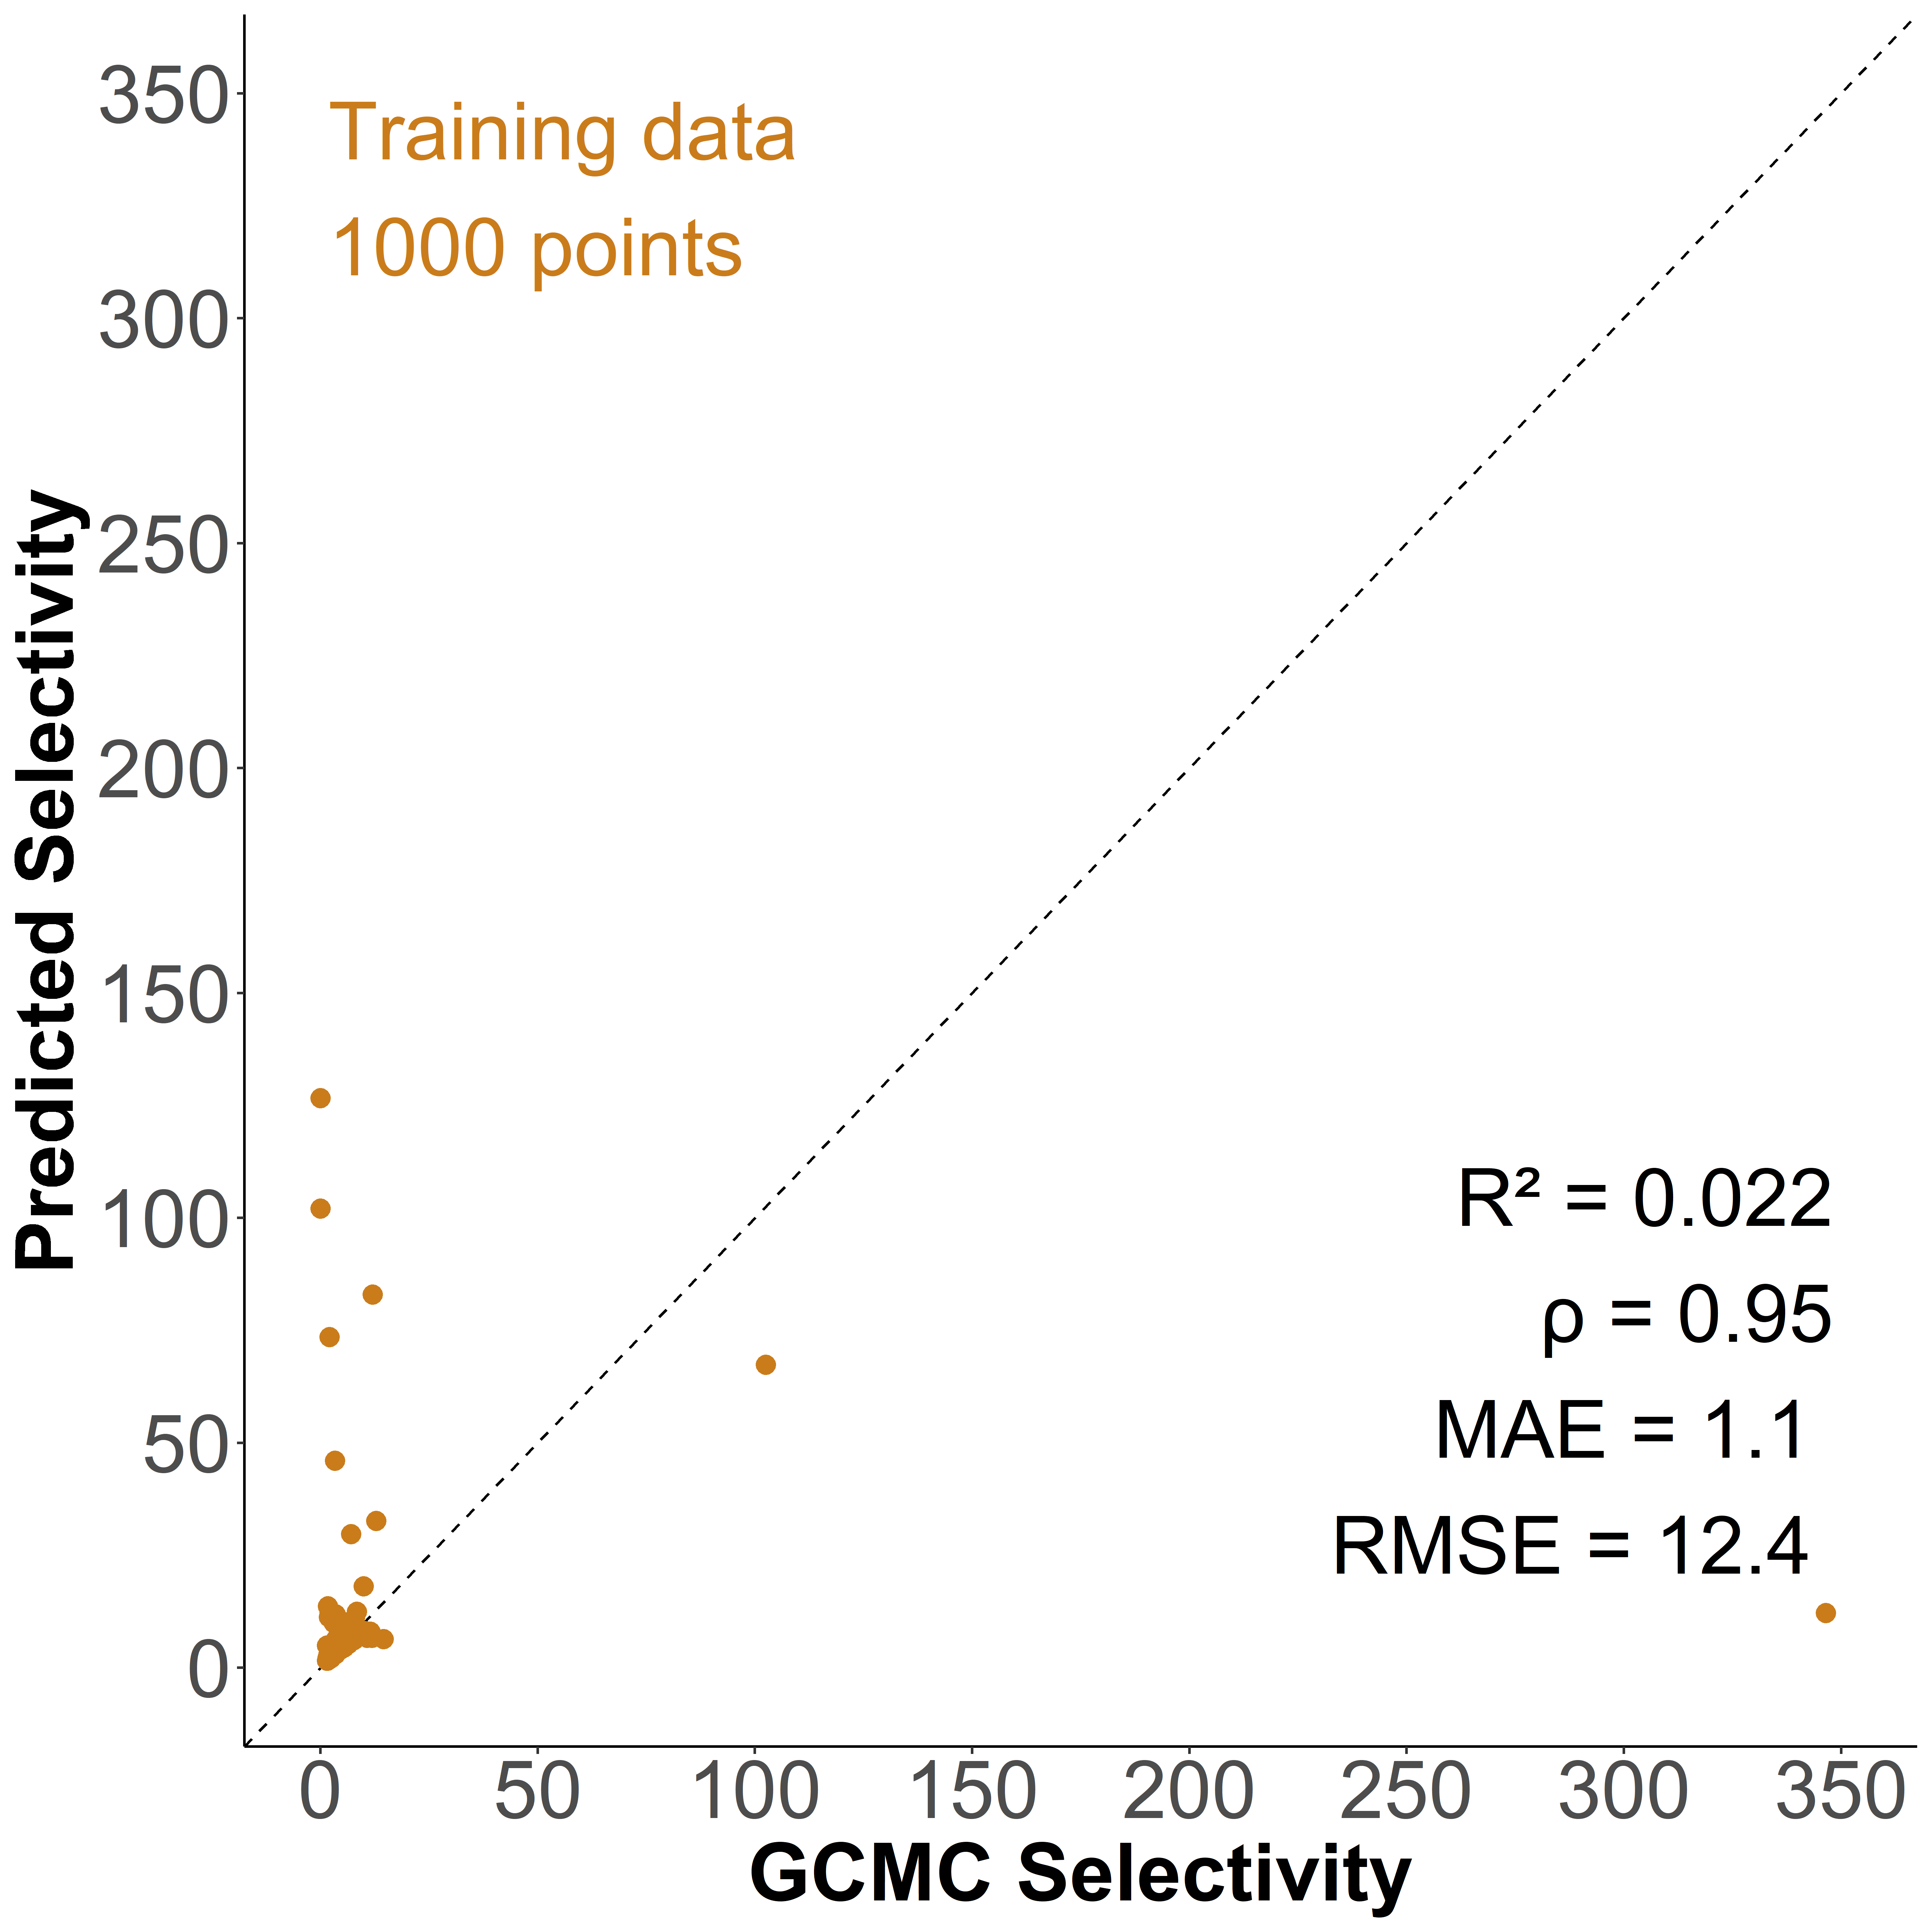 Training data
1000 points
350
300
250
200
150
100
50
0
Predicted Selectivity
R² = 0.022
ρ = 0.95
MAE = 1.1
RMSE = 12.4
0 50 100 150 200 250 300 350
GCMC Selectivity